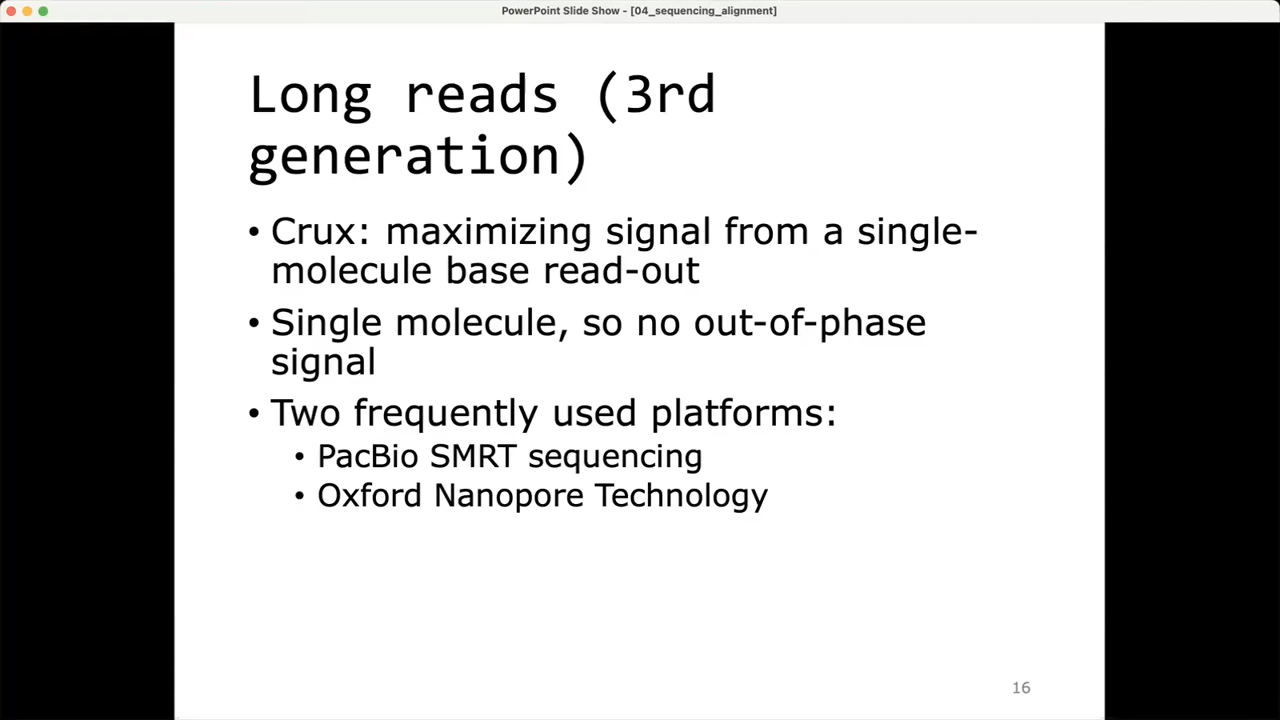 PowerPoint Slide Show - [04_sequencing_alignment]
Long reads (3rd
generation)
• Crux: maximizing signal from a single-
molecule base read-out
• Single molecule, so no out-of-phase
signal
• Two frequently used platforms:
• PacBio SMRT sequencing
• Oxford Nanopore Technology
16